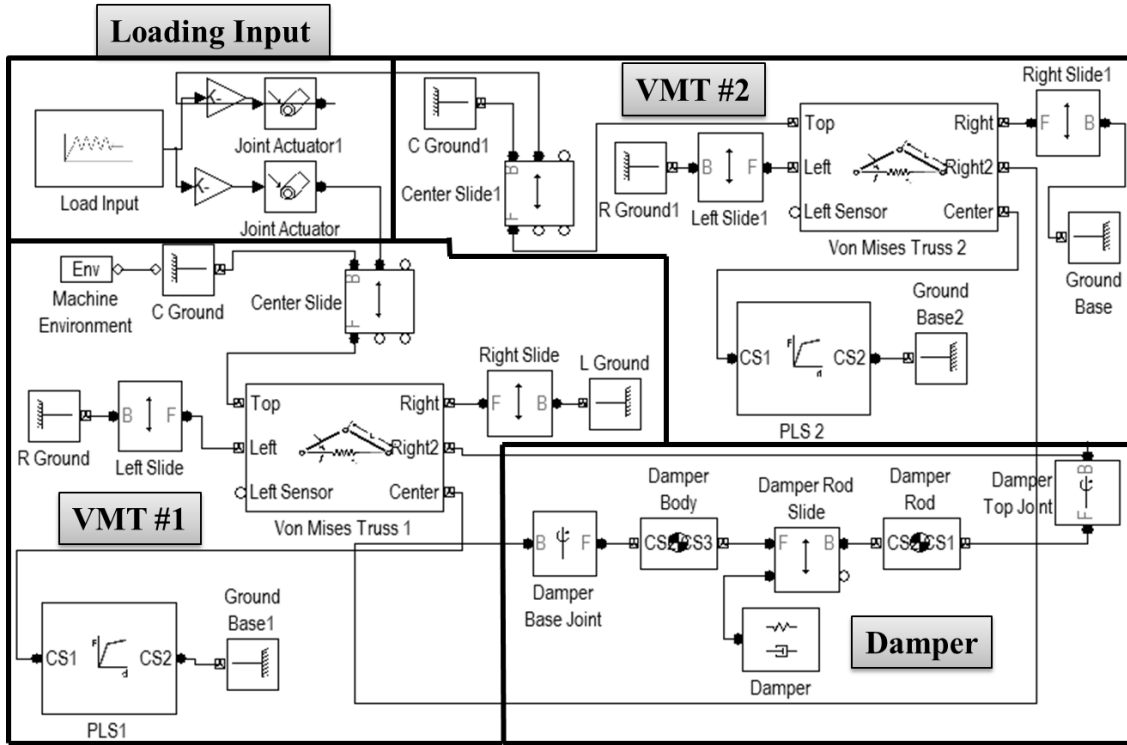 Loading Input
K-
Joint Actuator1
Load Input
K-
Joint Actuator
VMT #2
C Ground1
B
F
Center Slide1
R Ground1
B F
Left Slide1
Top
Left
Left Sensor
Right
Right2
Center
Von Mises Truss 2
Right Slide1
F B
Ground
Base
CS1 CS2
F
d
PLS 2
Ground
Base2
Env
Machine
Environment
C Ground
B
F
Center Slide
R Ground
B F
Left Slide
Top
Left
Left Sensor
Right
Right2
Center
Von Mises Truss 1
Right Slide
F B
L Ground
VMT #1
CS1 CS2
F
d
PLS1
Ground
Base1
B F
Damper
Base Joint
Damper
Body
CS3
Damper Rod
Slide
F B
Damper
Rod
CS1
Damper
Top Joint
B
F
Damper
Damper